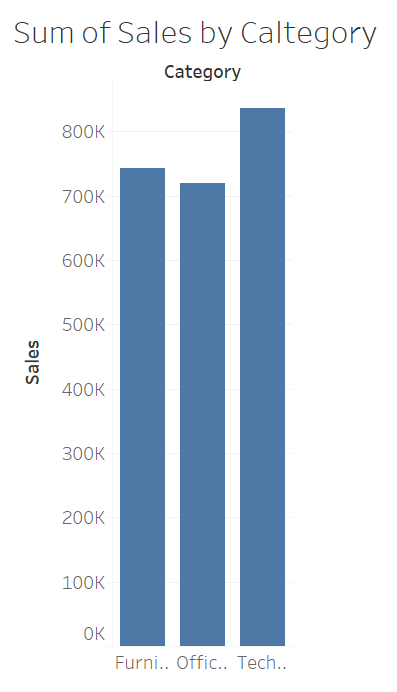 Sum of Sales by Caltegory
Category
800K
700K
600K
500K
400K
300K
200K
100K
0K
Sales
Furni.. Offic.. Tech..